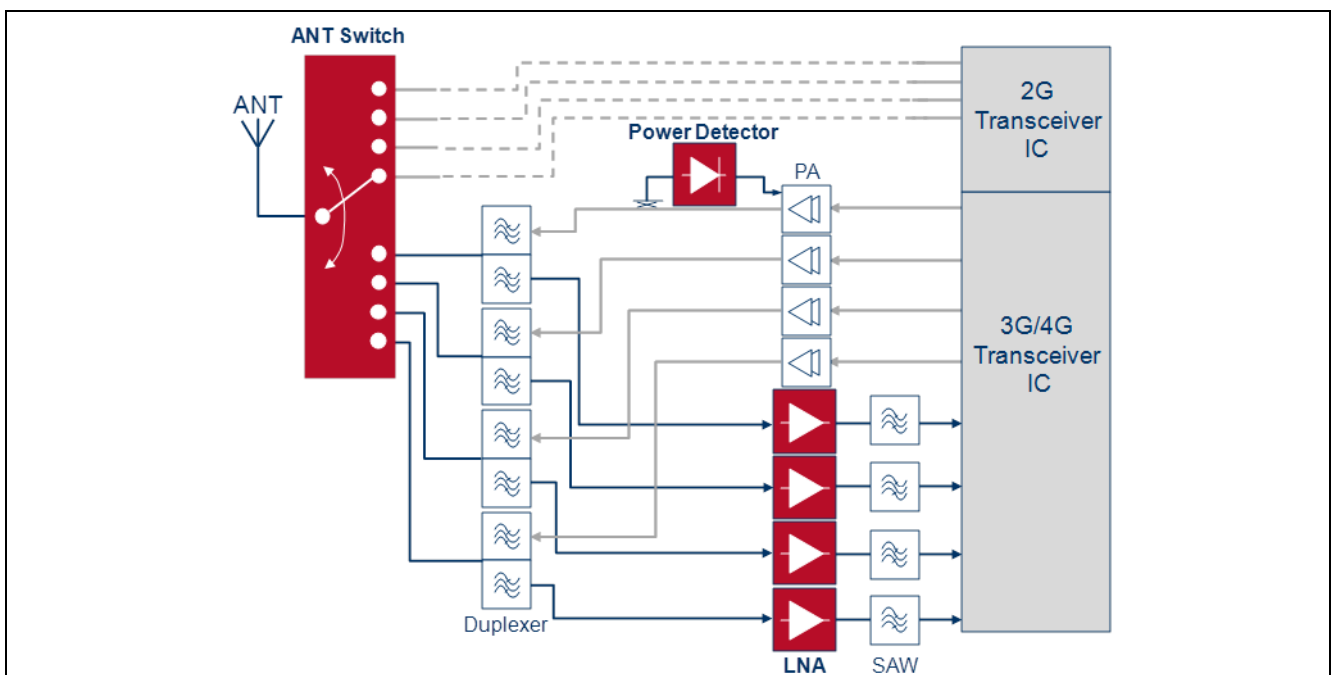 ANT Switch
ANT
2G
Transceiver
IC
Power Detector
PA
3G/4G
Transceiver
IC
Duplexer
LNA
SAW